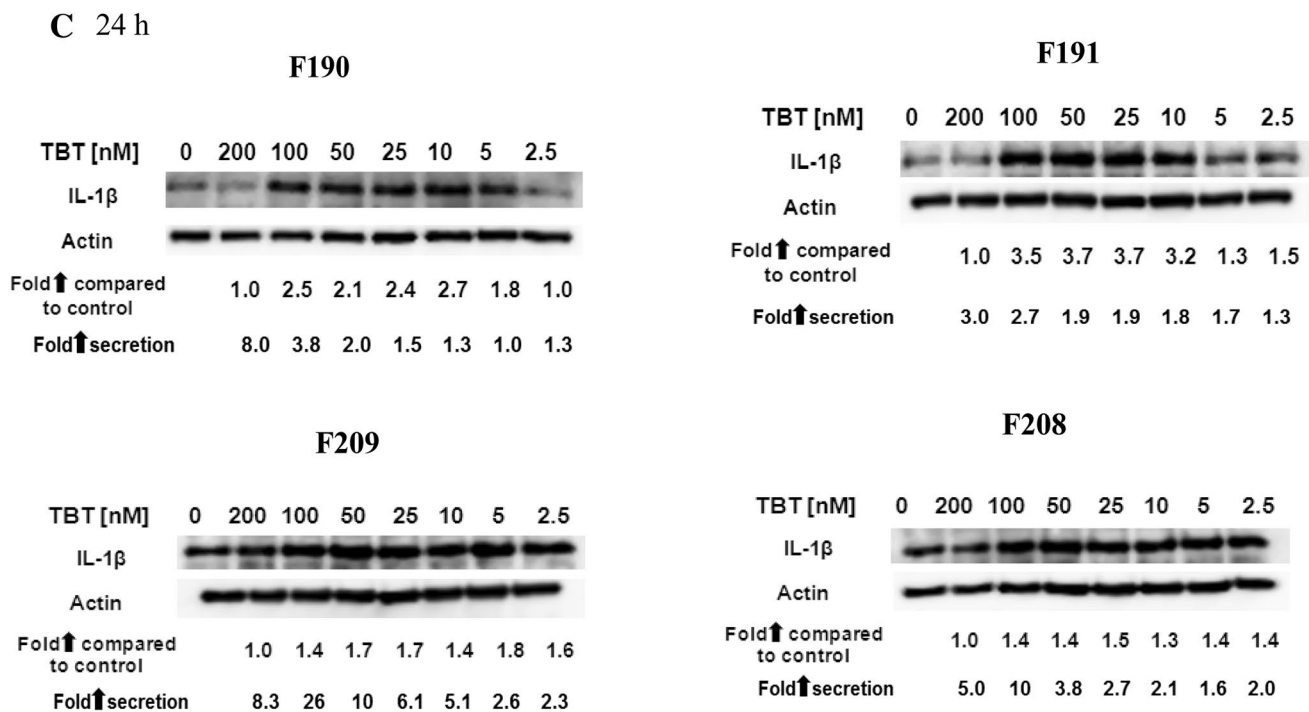 C 24 h
F190
TBT [nM] 0 200 100 50 25 10 5 2.5
IL-1β
Actin
Fold⬆ compared
to control 1.0 2.5 2.1 2.4 2.7 1.8 1.0
Fold⬆secretion 8.0 3.8 2.0 1.5 1.3 1.0 1.3
F191
TBT [nM] 0 200 100 50 25 10 5 2.5
IL-1β
Actin
Fold⬆ compared
to control 1.0 3.5 3.7 3.7 3.2 1.3 1.5
Fold⬆secretion 3.0 2.7 1.9 1.9 1.8 1.7 1.3
F209
TBT [nM] 0 200 100 50 25 10 5 2.5
IL-1β
Actin
Fold⬆ compared
to control 1.0 1.4 1.7 1.7 1.4 1.8 1.6
Fold⬆secretion 8.3 26 10 6.1 5.1 2.6 2.3
F208
TBT [nM] 0 200 100 50 25 10 5 2.5
IL-1β
Actin
Fold⬆ compared
to control 1.0 1.4 1.4 1.5 1.3 1.4 1.4
Fold⬆secretion 5.0 10 3.8 2.7 2.1 1.6 2.0